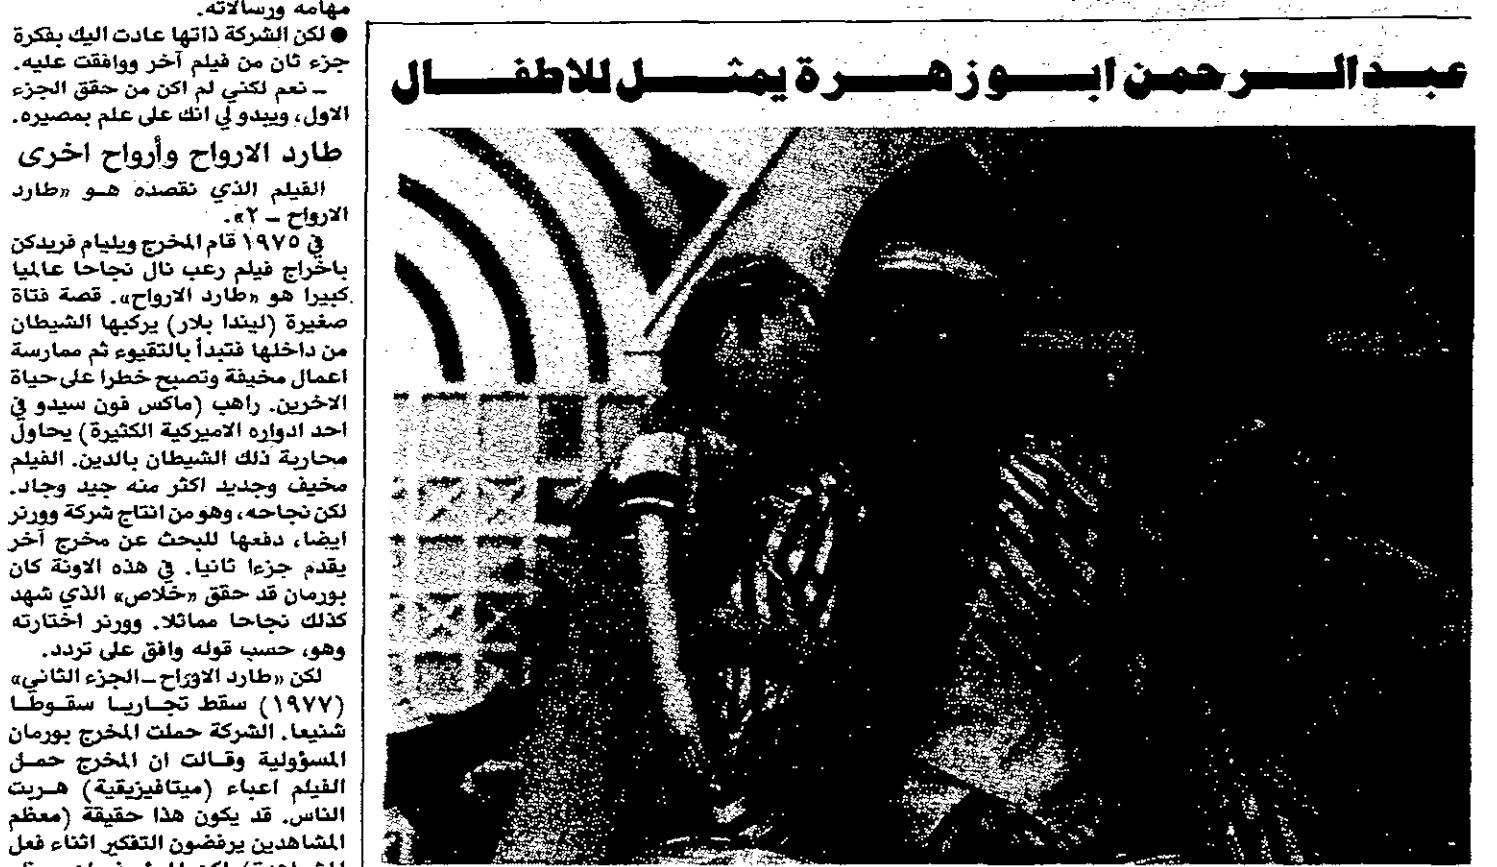 عبدالرحمن ابو زهرة يمثل للاطفال
مهامه ورسالاته.
● لكن الشركة ذاتها عادت اليك بفكرة
جزء ثان من فيلم آخر ووافقت عليه.
ـ نعم لكني لم اكن من حقق الجزء
الاول، ويبدو لي انك على علم بمصيره.
طارد الارواح وأرواح اخرى
الفيلم الذي نقصده هو «طارد
الارواح ـ ٢».
في ١٩٧٥ قام المخرج ويليام فريدكن
باخراج فيلم رعب نال نجاحا عالميا
كبيرا هو «طارد الارواح». قصة فتاة
صغيرة (ليندا بلار) يركبها الشيطان
من داخلها فتبدأ بالتقيوء ثم ممارسة
اعمال مخيفة وتصبح خطرا على حياة
الاخرين. راهب (ماكس فون سيدو في
احد ادواره الاميركية الكثيرة) يحاول
محاربة ذلك الشيطان بالدين. الفيلم
مخيف وجديد اكثر منه جيد وجاد.
لكن نجاحه، وهو من انتاج شركة وورنر
ايضا، دفعها للبحث عن مخرج آخر
يقدم جزءا ثانيا. في هذه الاونة كان
بورمان قد حقق «خلاص» الذي شهد
كذلك نجاحا مماثلا. وورنر اختارته
وهو، حسب قوله وافق على تردد.
لكن «طارد الاوراح ـ الجزء الثاني»
(١٩٧٧) سقط تجاريا سقوطا
شنيعا. الشركة حملت المخرج بورمان
المسؤولية وقالت ان المخرج حمل
الفيلم اعباء (ميتافيزيقية) هربت
الناس. قد يكون هذا حقيقة (معظم
المشاهدين يرفضون التفكير اثناء فعل